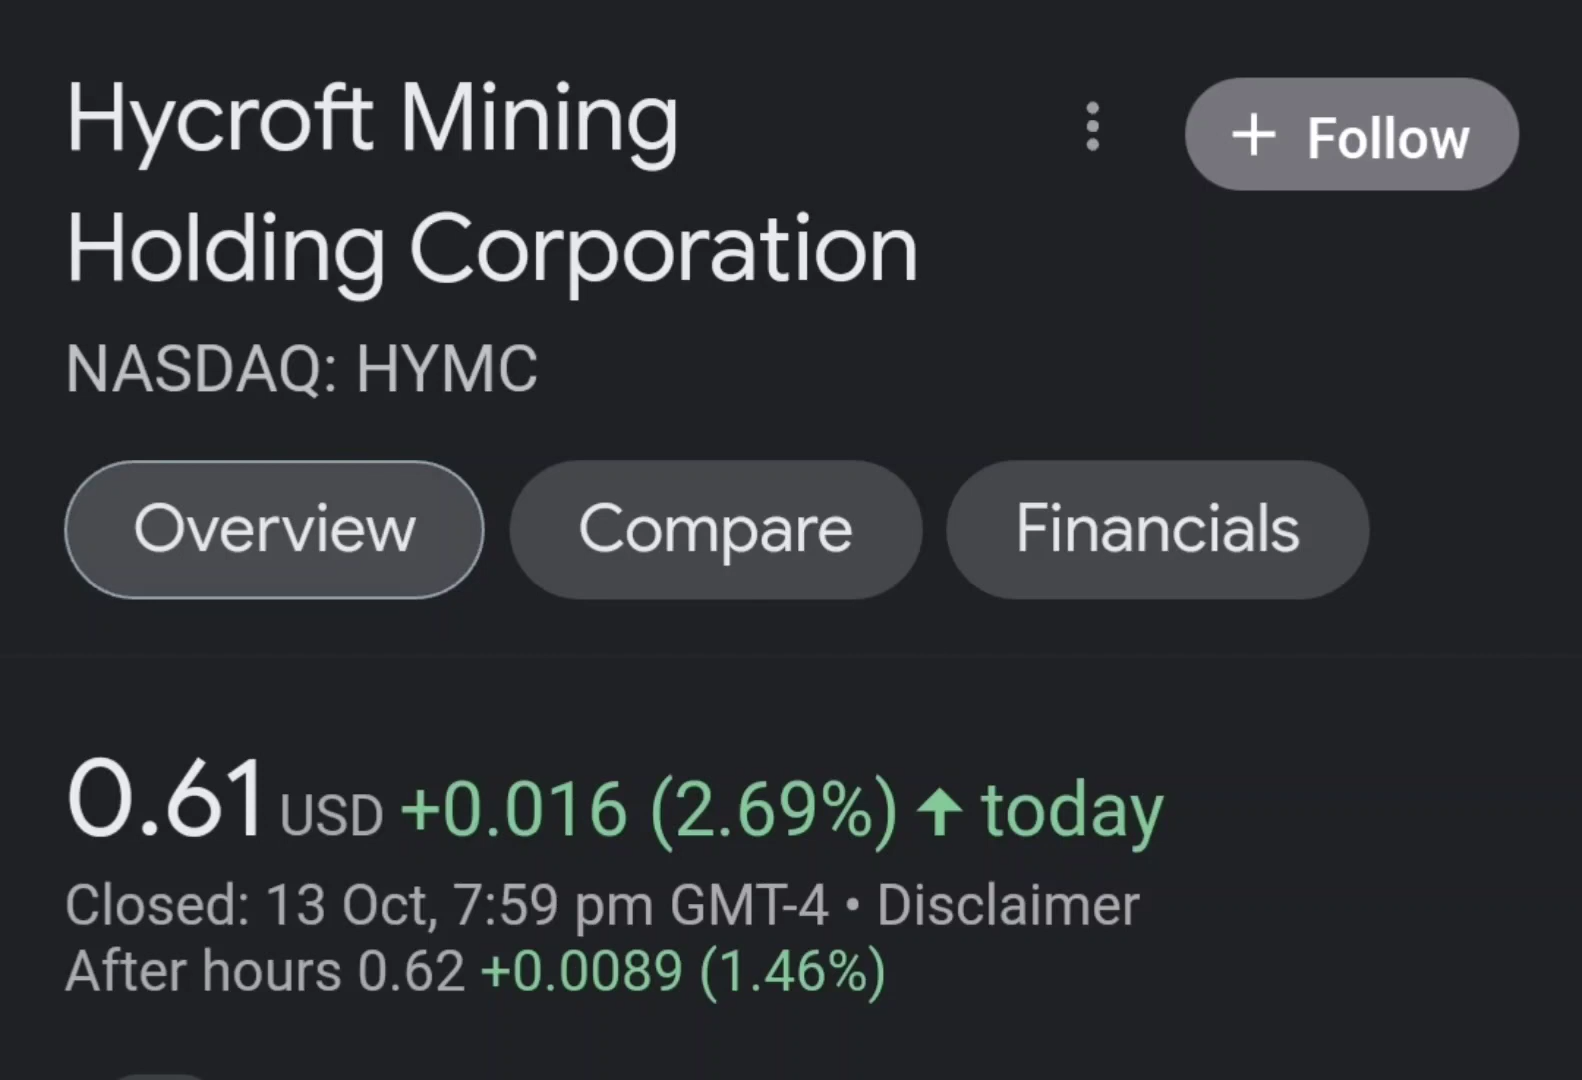 Hycroft Mining
Holding Corporation
+ Follow
NASDAQ: HYMC
Overview
Compare
Financials
0.61 USD +0.016 (2.69%) ↑ today
Closed: 13 Oct, 7:59 pm GMT-4 • Disclaimer
After hours 0.62 +0.0089 (1.46%)